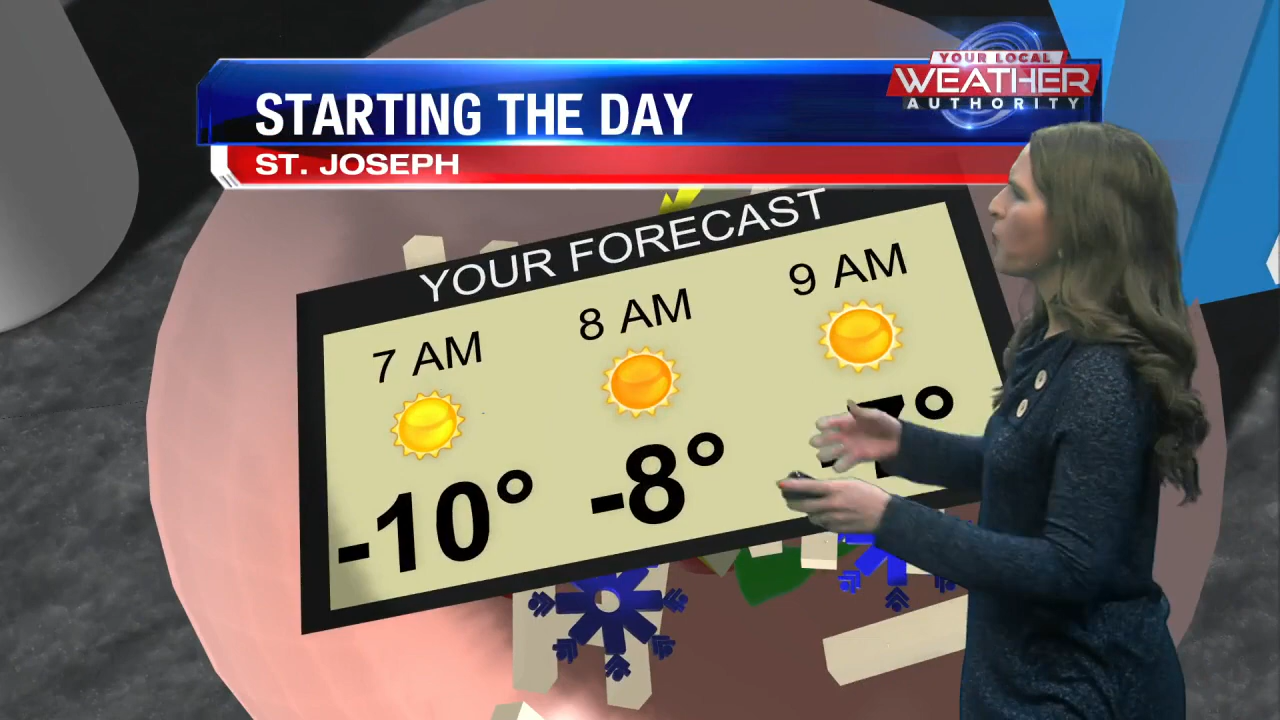 YOUR LOCAL
WEATHER
AUTHORITY
STARTING THE DAY
ST. JOSEPH
YOUR FORECAST
7 AM
8 AM
9 AM
-10°
-8°
-7°